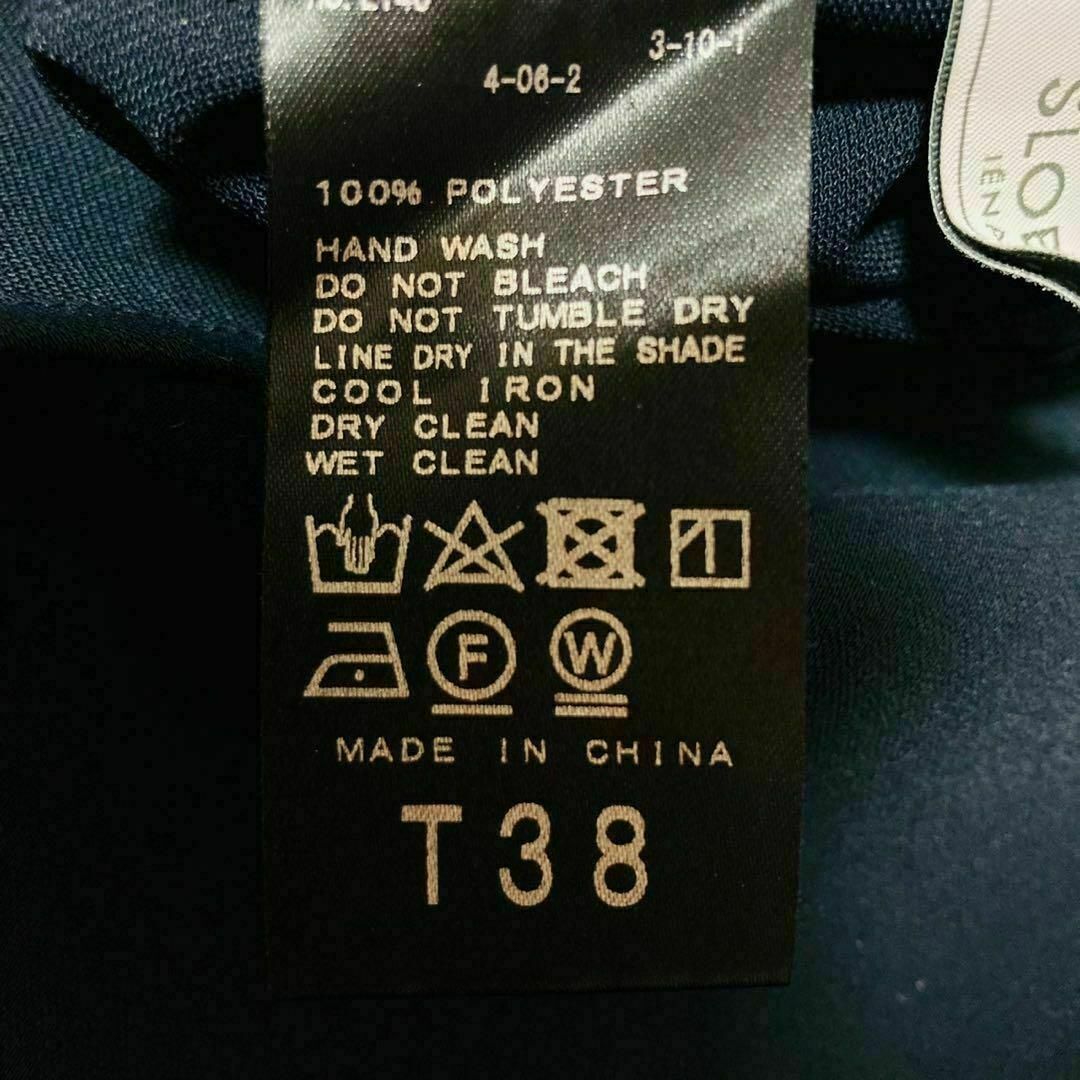 3-10-1
4-06-2
100% POLYESTER
HAND WASH
DO NOT BLEACH
DO NOT TUMBLE DRY
LINE DRY IN THE SHADE
COOL IRON
DRY CLEAN
WET CLEAN
F
W
MADE IN CHINA
T38